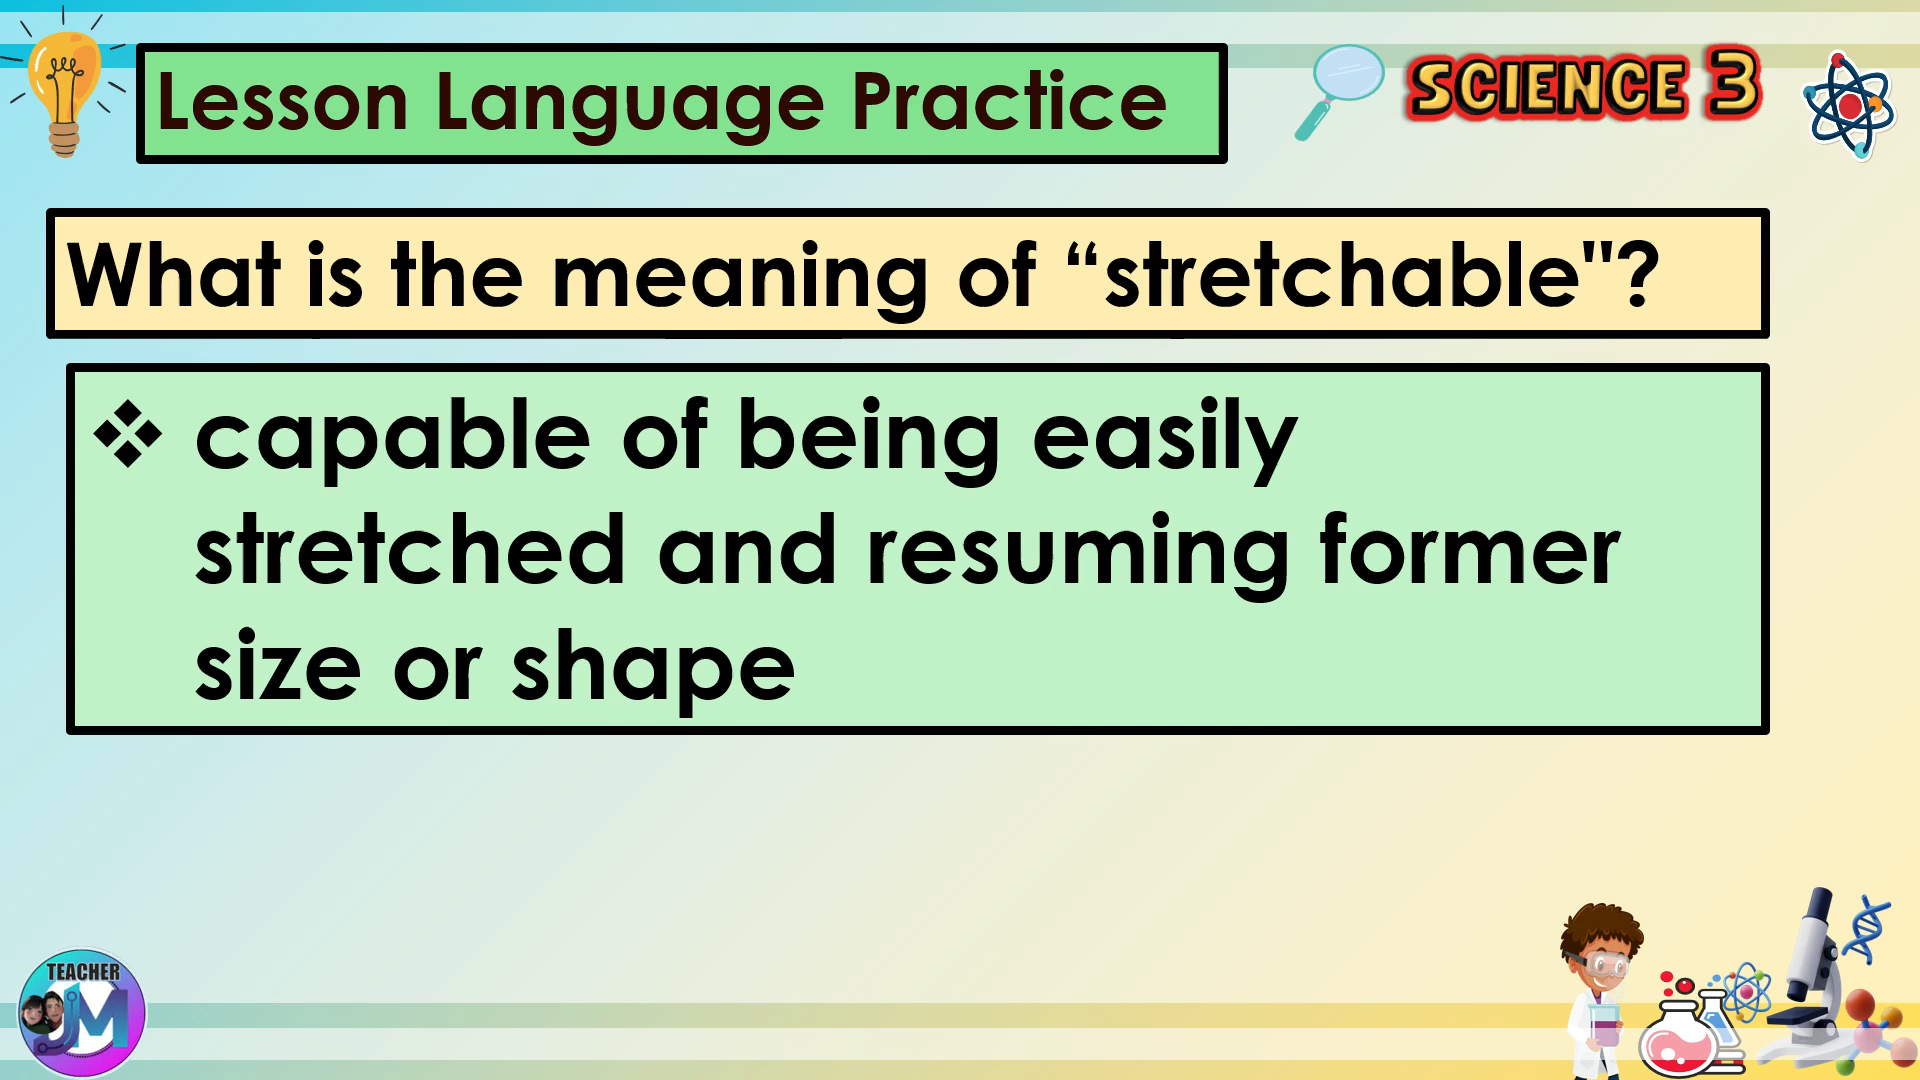 Lesson Language Practice
SCIENCE 3
What is the meaning of “stretchable"?
❖ capable of being easily
stretched and resuming former
size or shape
TEACHER
JM